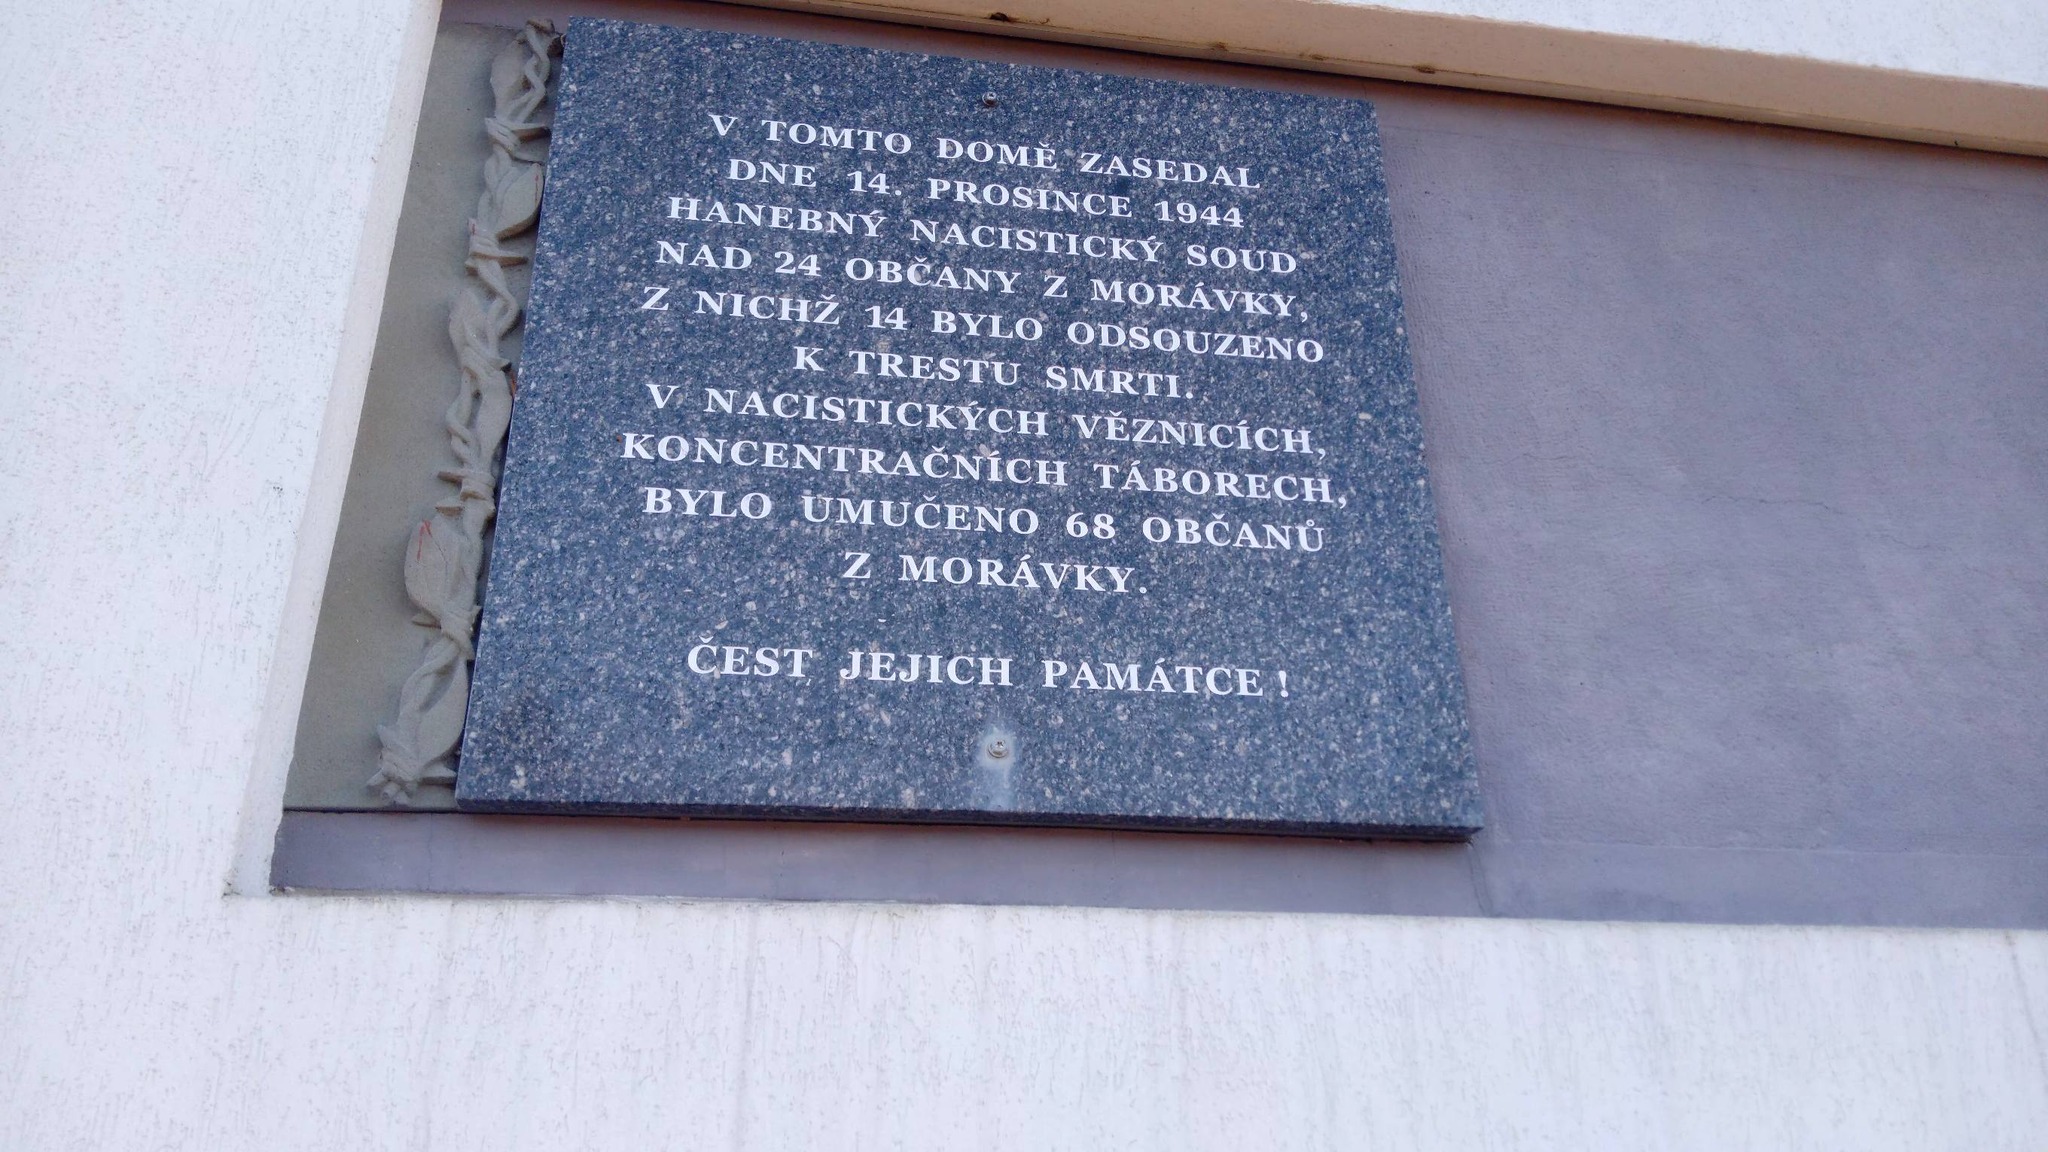 V TOMTO DOMĚ ZASEDAL
DNE 14. PROSINCE 1944
HANEBNÝ NACISTICKÝ SOUD
NAD 24 OBČANY Z MORÁVKY,
Z NICHŽ 14 BYLO ODSOUZENO
K TRESTU SMRTI.
V NACISTICKÝCH VĚZNICÍCH,
KONCENTRAČNÍCH TÁBORECH,
BYLO UMUČENO 68 OBČANŮ
Z MORÁVKY.
ČEST JEJICH PAMÁTCE!